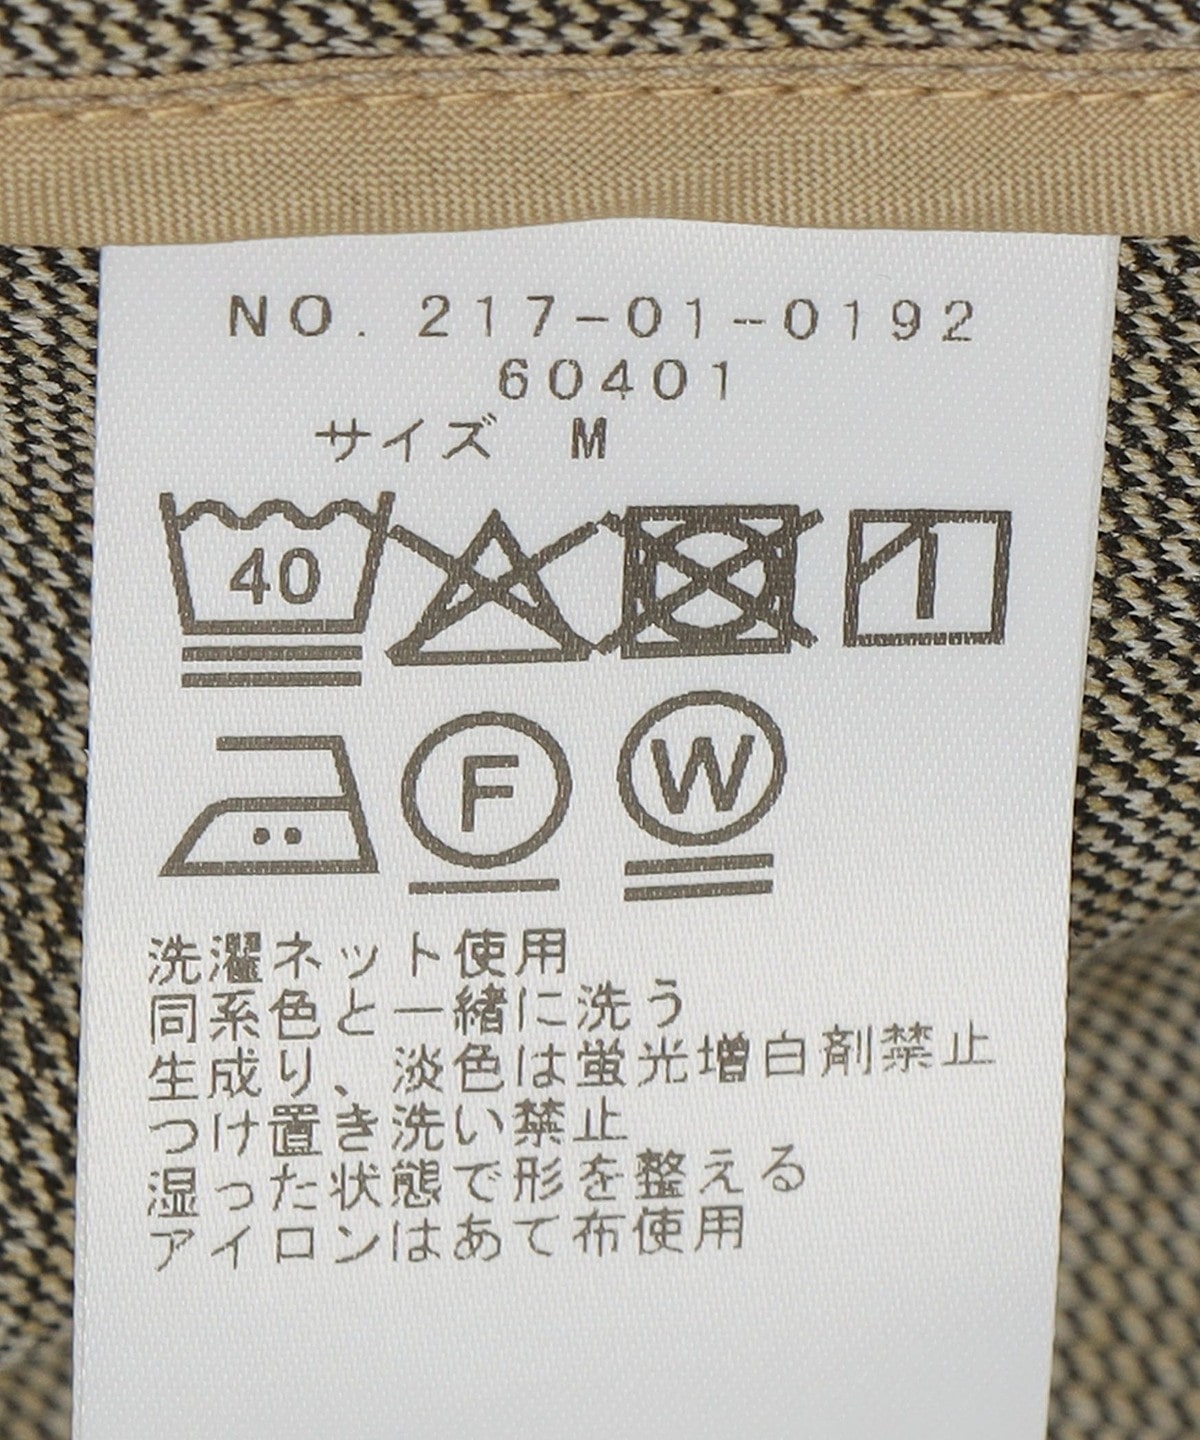 NO. 217-01-0192
60401
サイズ M
40
F
W
洗濯ネット使用
同系色と一緒に洗う
生成り、淡色は蛍光増白剤禁止
つけ置き洗い禁止
湿った状態で形を整える
アイロンはあて布使用